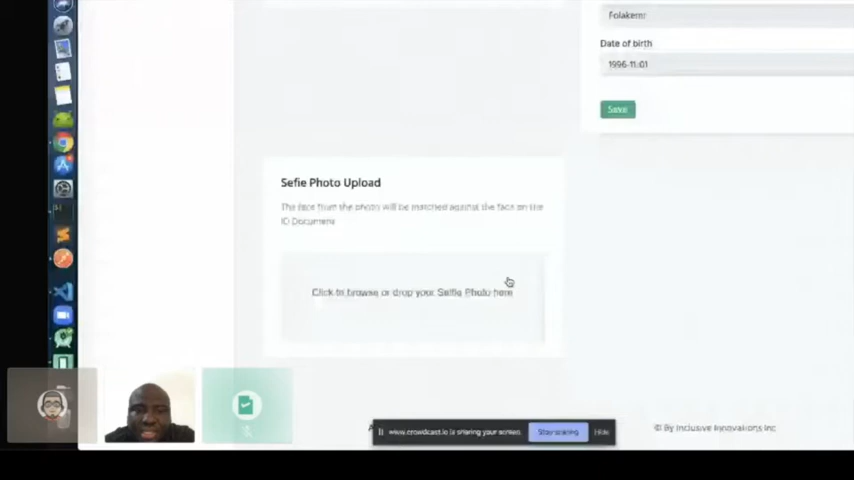 Folakemr
Date of birth
1996-11-01
Save
Sefie Photo Upload
The face from the photo will be matched against the face on the
ID Document
Click to browse or drop your Selfie Photo here
www.crowdcast.io is sharing your screen.
Stop sharing
Hide
© By Inclusive Innovations Inc